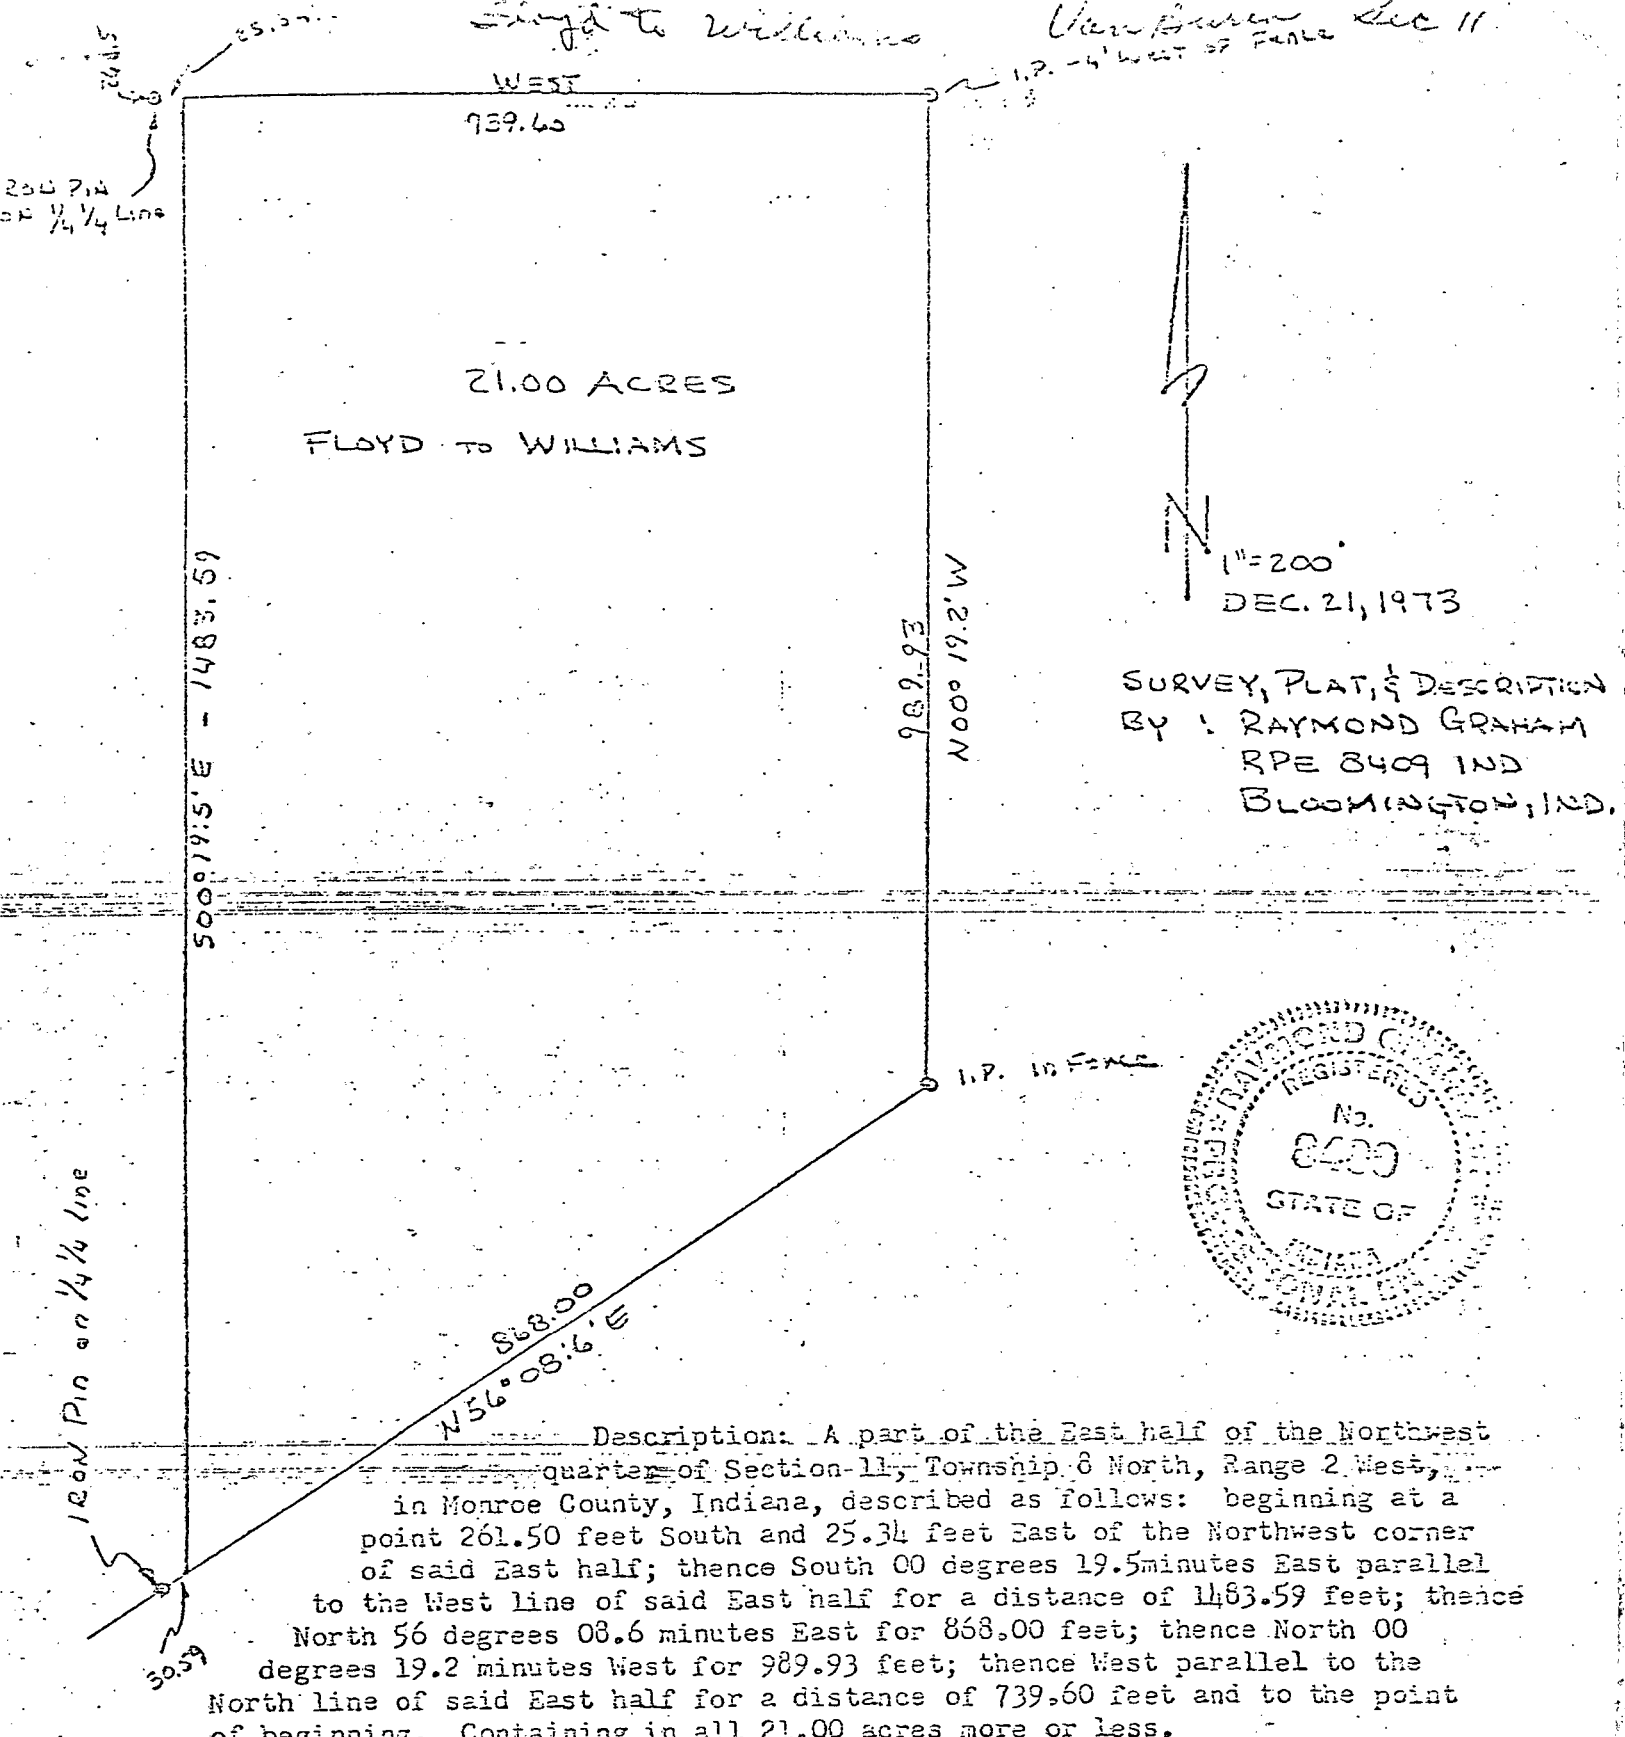 Floyd to Williams
Van Buren Sec 11
I.P. - 4' WEST OF FENCE
WEST
739.60
PIN
ON 1/4 1/4 LINE
21.00 ACRES
FLOYD TO WILLIAMS
S00° 19.5' E - 1483.59
989.93
N00° 19.2' W
N
1"=200'
DEC. 21, 1973
SURVEY, PLAT, & DESCRIPTION
BY : RAYMOND GRAHAM
RPE 8409 IND
BLOOMINGTON, IND.
I.P. IN FENCE
RAYMOND
REGISTERED
No.
8409
STATE OF
868.00
N56° 08.6' E
IRON PIN on 1/4 1/4 line
30.59
Description: A part of the East half of the Northwest
quarter of Section 11, Township 8 North, Range 2 West,
in Monroe County, Indiana, described as follows: beginning at a
point 261.50 feet South and 25.34 feet East of the Northwest corner
of said East half; thence South 00 degrees 19.5minutes East parallel
to the West line of said East half for a distance of 1483.59 feet; thence
North 56 degrees 08.6 minutes East for 868.00 feet; thence North 00
degrees 19.2 minutes West for 989.93 feet; thence West parallel to the
North line of said East half for a distance of 739.60 feet and to the point
of beginning. Containing in all 21.00 acres more or less.